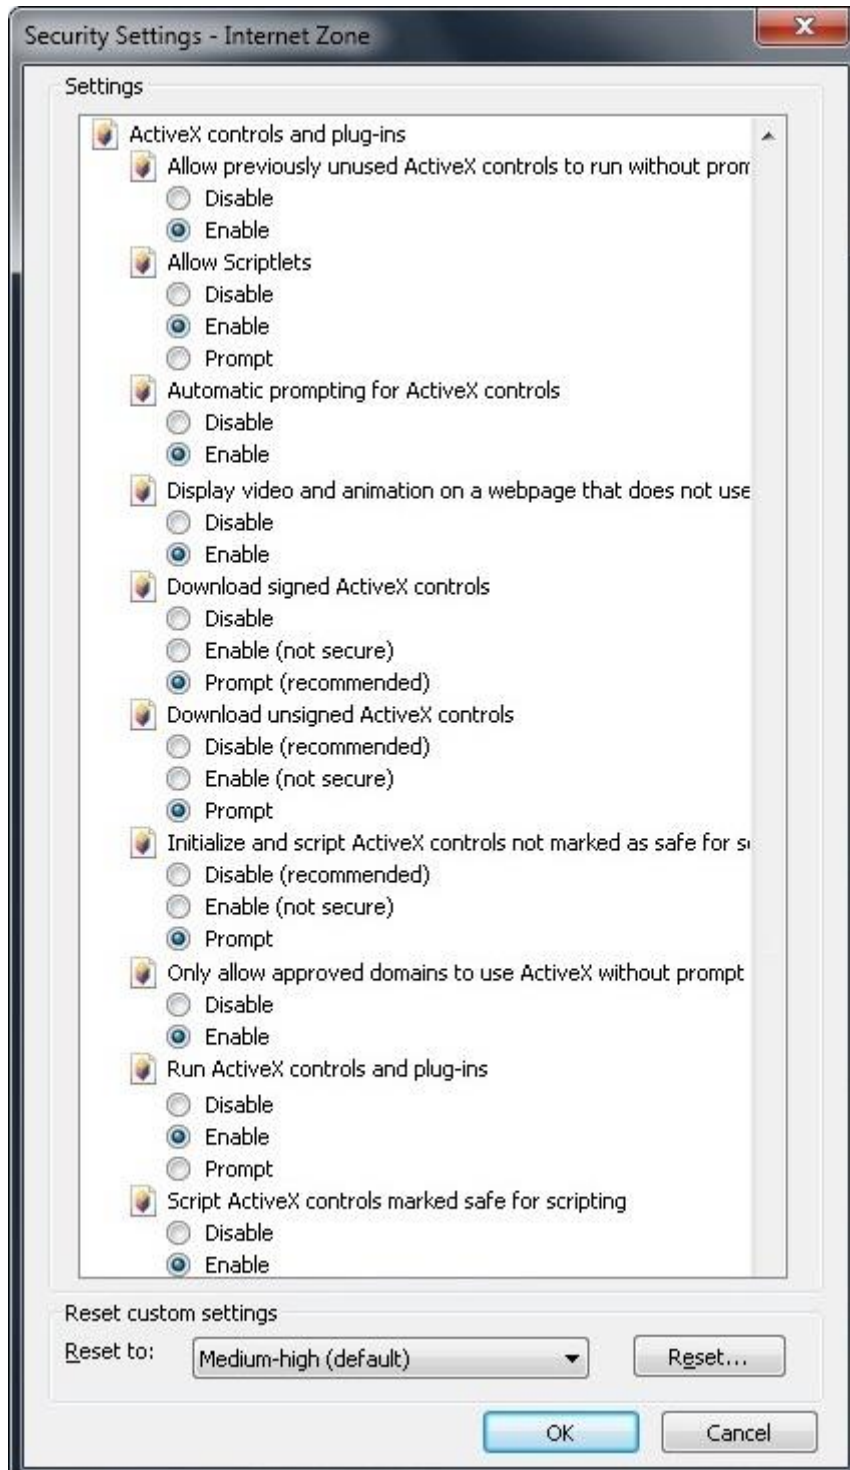 Security Settings - Internet Zone
Settings
ActiveX controls and plug-ins
Allow previously unused ActiveX controls to run without
Disable
Enable
Allow Scriptlets
Disable
Enable
Prompt
Automatic prompting for ActiveX controls
Disable
Enable
Display video and animation on a webpage that does not use
Disable
Enable
Download signed ActiveX controls
Disable
Enable (not secure)
Prompt (recommended)
Download unsigned ActiveX controls
Disable (recommended)
Enable (not secure)
Prompt
Initialize and script ActiveX controls not marked as safe for
Disable (recommended)
Enable (not secure)
Prompt
Only allow approved domains to use ActiveX without prompt
Disable
Enable
Run ActiveX controls and plug-ins
Disable
Enable
Prompt
Script ActiveX controls marked safe for scripting
Disable
Enable
Reset custom settings
Reset to:
Medium-high (default)
Reset...
OK
Cancel